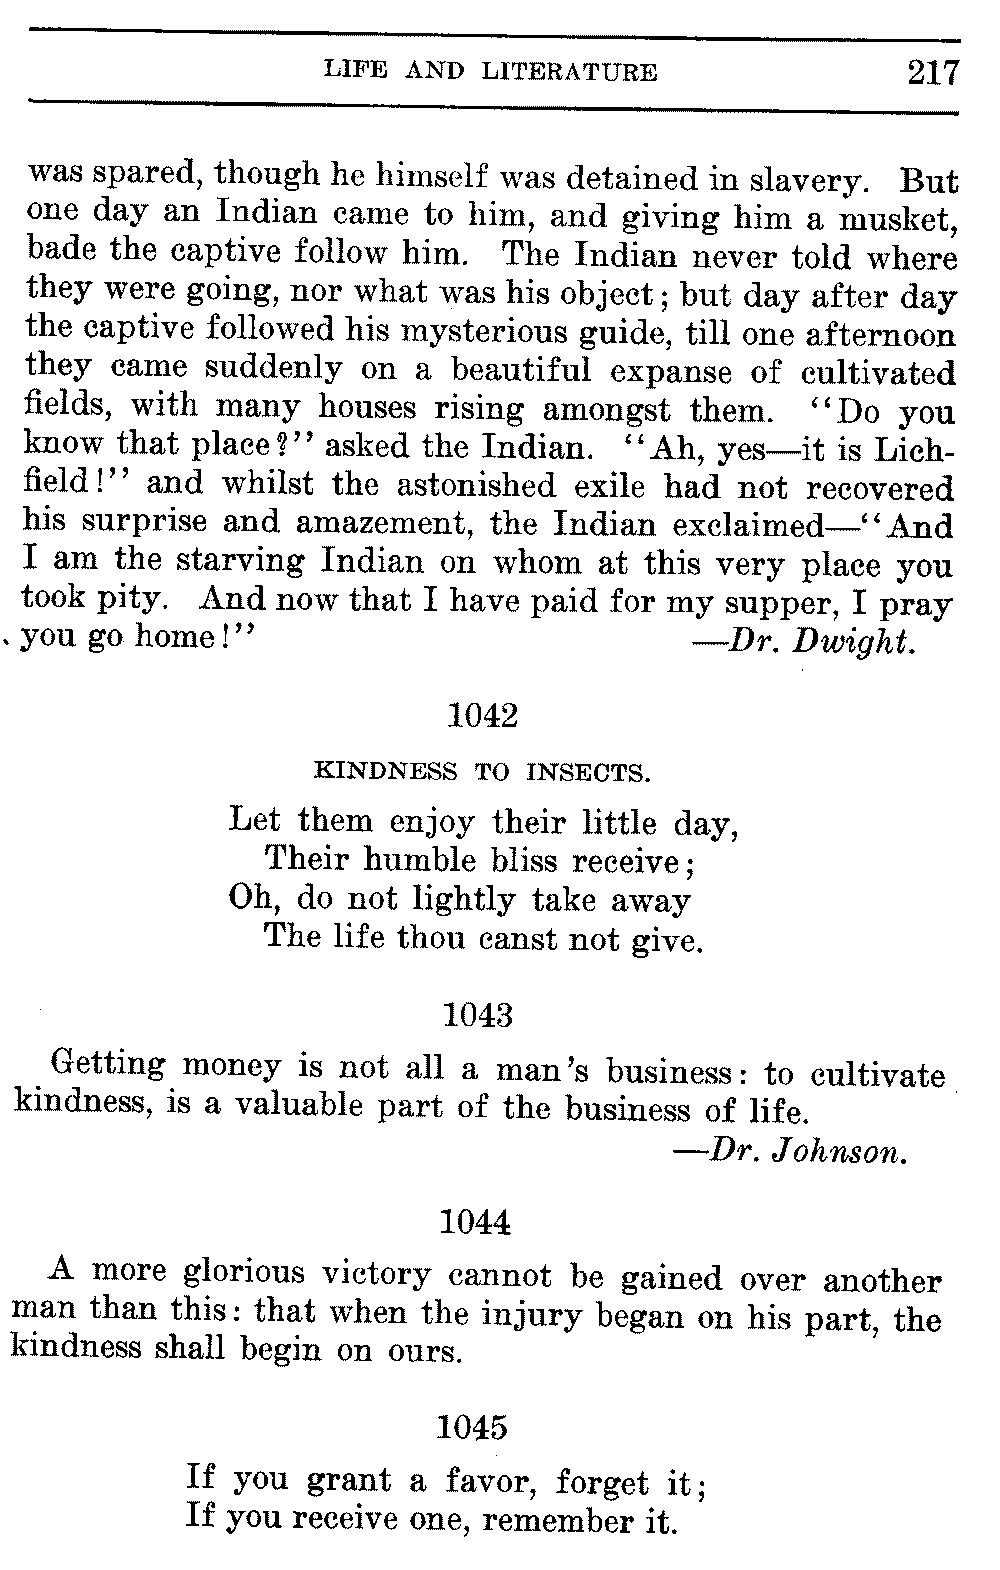 LIFE AND LITERATURE 217
was spared, though he himself was detained in slavery. But
one day an Indian came to him, and giving him a musket,
bade the captive follow him. The Indian never told where
they were going, nor what was his object; but day after day
the captive followed his mysterious guide, till one afternoon
they came suddenly on a beautiful expanse of cultivated
fields, with many houses rising amongst them. "Do you
know that place?" asked the Indian. "Ah, yes—it is Lich-
field!" and whilst the astonished exile had not recovered
his surprise and amazement, the Indian exclaimed—"And
I am the starving Indian on whom at this very place you
took pity. And now that I have paid for my supper, I pray
you go home!" —Dr. Dwight.
1042
KINDNESS TO INSECTS.
Let them enjoy their little day,
Their humble bliss receive;
Oh, do not lightly take away
The life thou canst not give.
1043
Getting money is not all a man's business: to cultivate
kindness, is a valuable part of the business of life.
—Dr. Johnson.
1044
A more glorious victory cannot be gained over another
man than this: that when the injury began on his part, the
kindness shall begin on ours.
1045
If you grant a favor, forget it;
If you receive one, remember it.